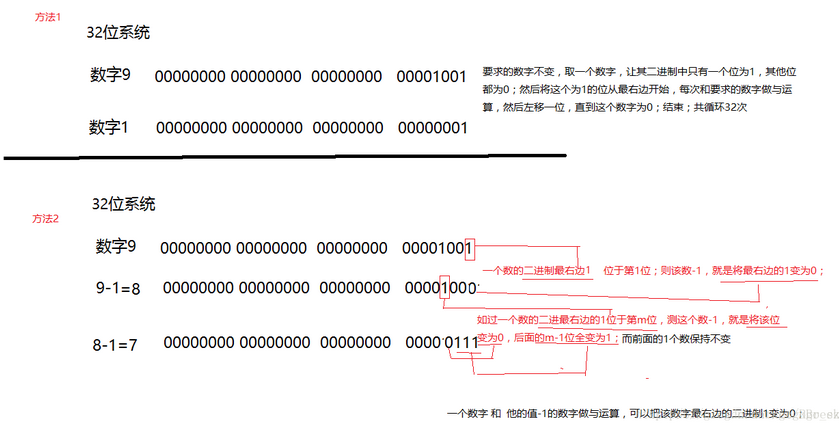 方法1
32位系统
数字9 00000000 00000000 00000000 00001001
数字1 00000000 00000000 00000000 00000001
要求的数字不变，取一个数字，让其二进制中只有一个位为1，其他位
都为0；然后将这个为1的位从最右边开始，每次和要求的数字做与运
算，然后左移一位，直到这个数字为0；结束；共循环32次
方法2
32位系统
数字9 00000000 00000000 00000000 00001001
一个数的二进制最右边1 位于第1位；则该数-1，就是将最右边的1变为0；
9-1=8 00000000 00000000 00000000 00001000
如过一个数的二进最右边的1位于第m位，测这个数-1，就是将该位
变为0，后面的m-1位全变为1；而前面的1个数保持不变
8-1=7 00000000 00000000 00000000 00000111
一个数字 和 他的值-1的数字做与运算，可以把该数字最右边的二进制1变为0；